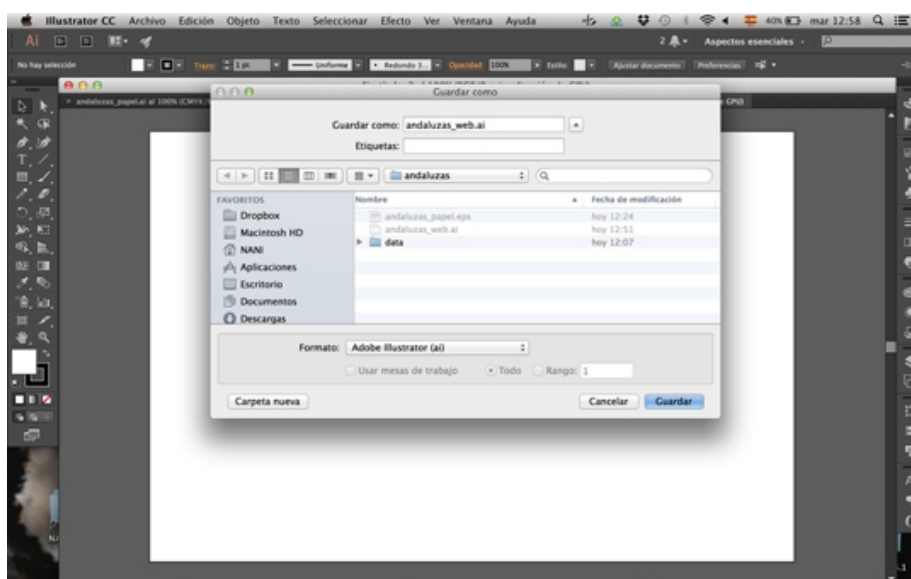 Illustrator CC Archivo Edición Objeto Texto Seleccionar Efecto Ver Ventana Ayuda 40% mar 12:58
Ai 2 Aspectos esenciales
No hay selección Trazo: 1 pt Uniforme Redondo 5... Opacidad: 100% Estilo: Ajustar documento Preferencias
andaluzas_papel.ai al 100% (CMYK/
Guardar como
Guardar como: andaluzas_web.ai
Etiquetas:
andaluzas
FAVORITOS
Dropbox
Macintosh HD
NANI
Aplicaciones
Escritorio
Documentos
Descargas
Nombre Fecha de modificación
andaluzas_papel.eps hoy 12:24
andaluzas_web.ai hoy 12:51
data hoy 12:07
Formato: Adobe Illustrator (ai)
Usar mesas de trabajo Todo Rango: 1
Carpeta nueva Cancelar Guardar